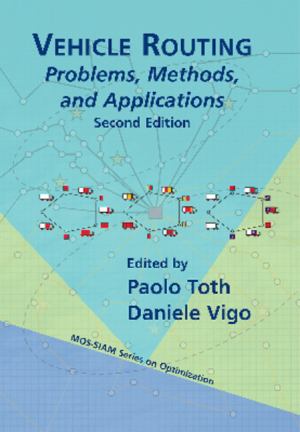 VEHICLE ROUTING
Problems, Methods,
and Applications
Second Edition
Edited by
Paolo Toth
Daniele Vigo
MOS-SIAM Series on Optimization